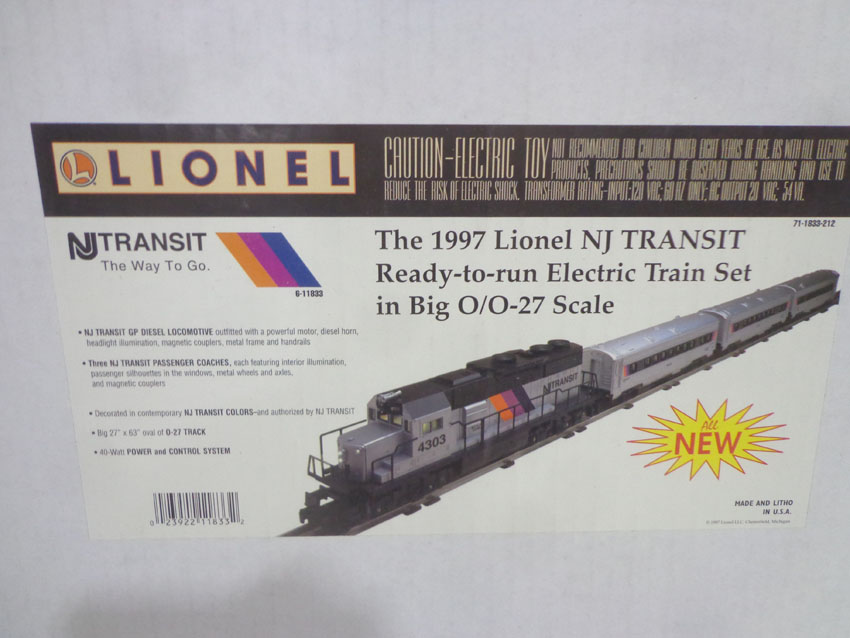 LIONEL
CAUTION-ELECTRIC TOY NOT RECOMMENDED FOR CHILDREN UNDER EIGHT YEARS OF AGE. AS WITH ALL ELECTRIC
PRODUCTS, PRECAUTIONS SHOULD BE OBSERVED DURING HANDLING AND USE TO
REDUCE THE RISK OF ELECTRIC SHOCK. TRANSFORMER RATING-INPUT:120 VAC, 60 HZ ONLY; AC OUTPUT 20 VAC; 54 VA.
71-1833-212
NJ TRANSIT
The Way To Go.
6-11833
The 1997 Lionel NJ TRANSIT
Ready-to-run Electric Train Set
in Big O/O-27 Scale
• NJ TRANSIT GP DIESEL LOCOMOTIVE outfitted with a powerful motor, diesel horn,
headlight illumination, magnetic couplers, metal frame and handrails
• Three NJ TRANSIT PASSENGER COACHES, each featuring interior illumination,
passenger silhouettes in the windows, metal wheels and axles,
and magnetic couplers
• Decorated in contemporary NJ TRANSIT COLORS–and authorized by NJ TRANSIT
• Big 27" x 63" oval of O-27 TRACK
• 40-Watt POWER and CONTROL SYSTEM
NJ TRANSIT
4303
All
NEW
MADE AND LITHO
IN U.S.A.
© 1997 Lionel LLC Chesterfield, Michigan
0 23922 11833 2